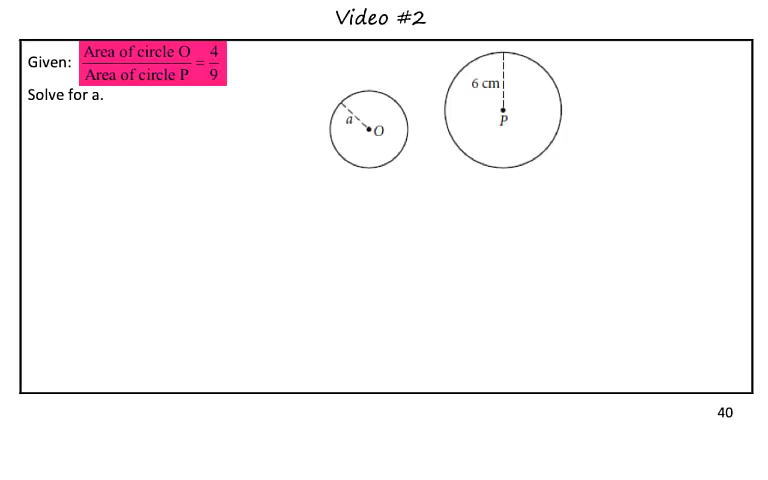 Video #2
Given: Area of circle O / Area of circle P = 4 / 9
Solve for a.
a
O
6 cm
P
40